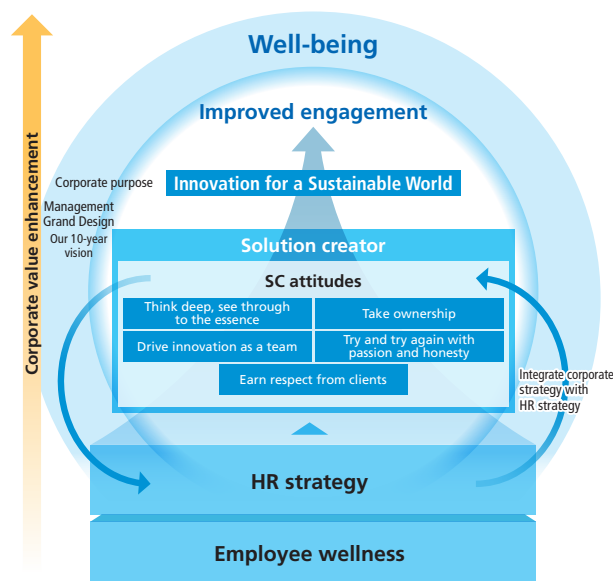 Well-being
Improved engagement
Corporate purpose
Innovation for a Sustainable World
Management
Grand Design
Our 10-year
vision
Corporate value enhancement
Solution creator
SC attitudes
Think deep, see through
to the essence
Take ownership
Drive innovation as a team
Try and try again with
passion and honesty
Earn respect from clients
Integrate corporate
strategy with
HR strategy
HR strategy
Employee wellness